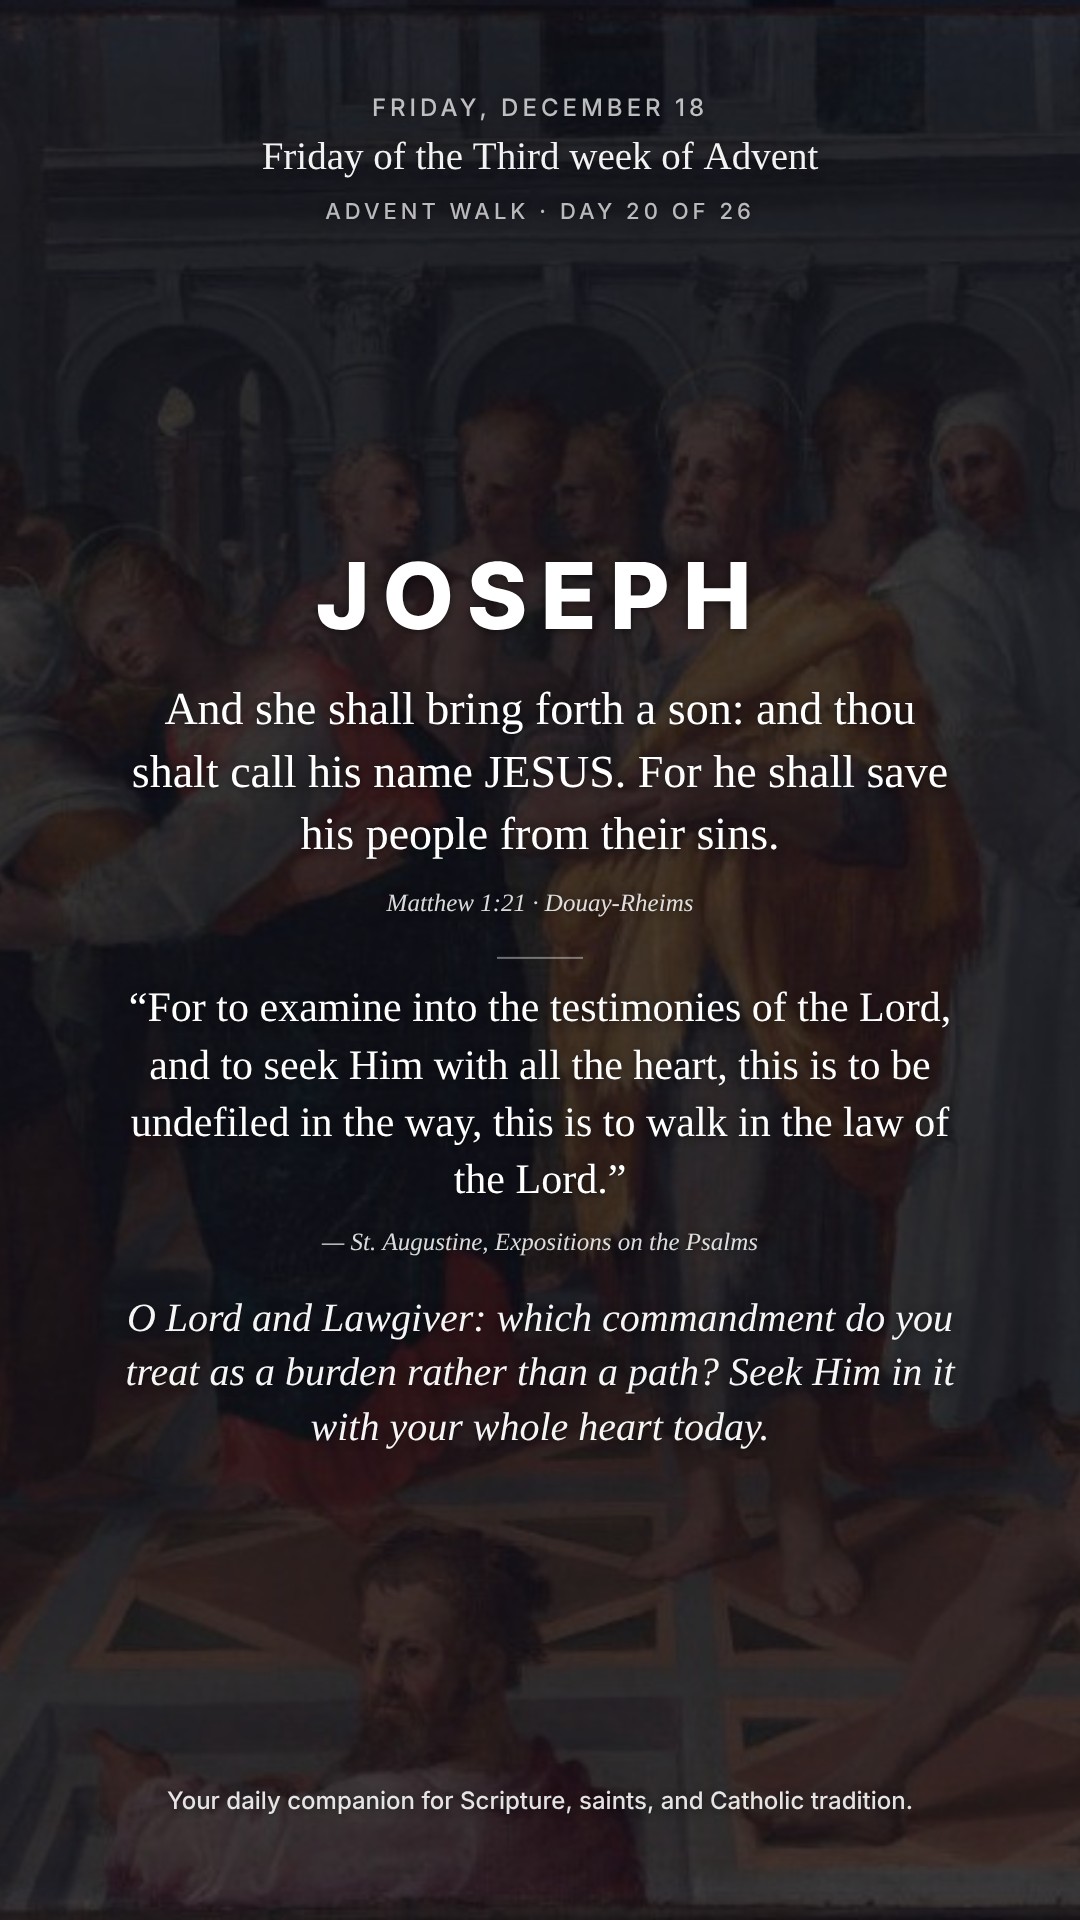 FRIDAY, DECEMBER 18
Friday of the Third week of Advent
ADVENT WALK · DAY 20 OF 26
JOSEPH
And she shall bring forth a son: and thou
shalt call his name JESUS. For he shall save
his people from their sins.
Matthew 1:21 · Douay-Rheims
“For to examine into the testimonies of the Lord,
and to seek Him with all the heart, this is to be
undefiled in the way, this is to walk in the law of
the Lord.”
— St. Augustine, Expositions on the Psalms
O Lord and Lawgiver: which commandment do you
treat as a burden rather than a path? Seek Him in it
with your whole heart today.
Your daily companion for Scripture, saints, and Catholic tradition.